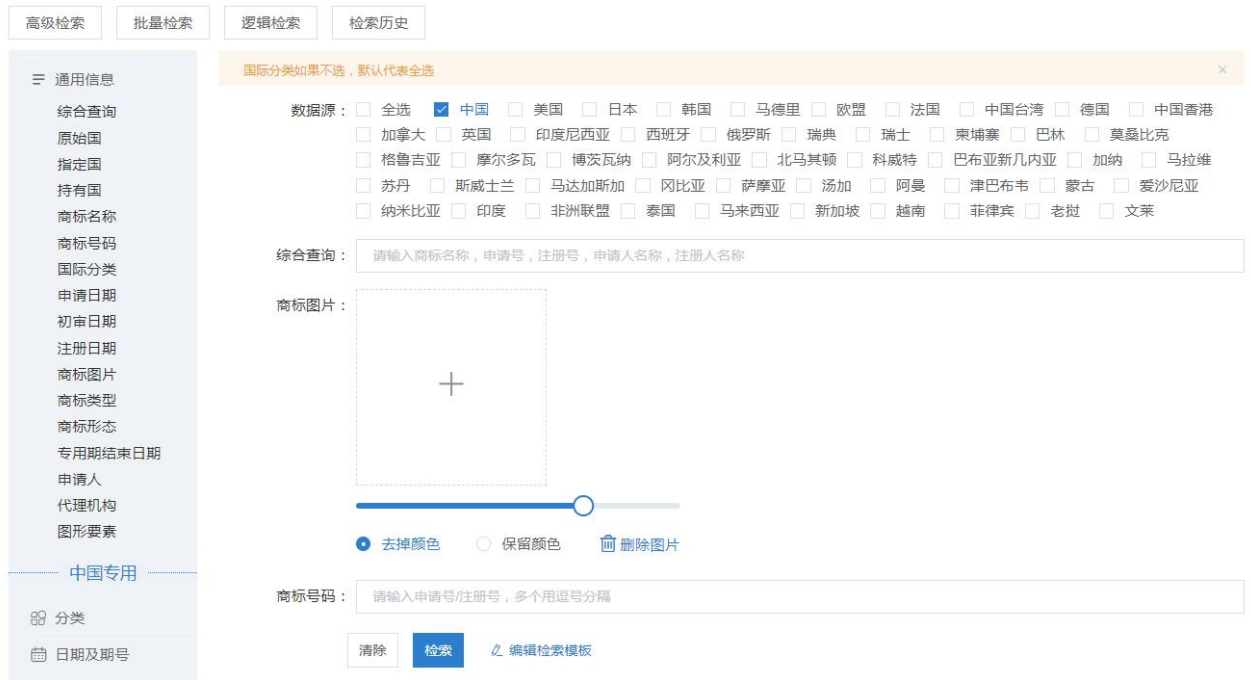 高级检索 批量检索 逻辑检索 检索历史
通用信息
综合查询
原始国
指定国
持有国
商标名称
商标号码
国际分类
申请日期
初审日期
注册日期
商标图片
商标类型
商标形态
专用期结束日期
申请人
代理机构
图形要素
中国专用
分类
日期及期号
国际分类如果不选，默认代表全选 ×
数据源： 全选 中国 美国 日本 韩国 马德里 欧盟 法国 中国台湾 德国 中国香港
加拿大 英国 印度尼西亚 西班牙 俄罗斯 瑞典 瑞士 柬埔寨 巴林 莫桑比克
格鲁吉亚 摩尔多瓦 博茨瓦纳 阿尔及利亚 北马其顿 科威特 巴布亚新几内亚 加纳 马拉维
苏丹 斯威士兰 马达加斯加 冈比亚 萨摩亚 汤加 阿曼 津巴布韦 蒙古 爱沙尼亚
纳米比亚 印度 非洲联盟 泰国 马来西亚 新加坡 越南 菲律宾 老挝 文莱
综合查询： 请输入商标名称，申请号，注册号，申请人名称，注册人名称
商标图片：
去掉颜色 保留颜色 删除图片
商标号码： 请输入申请号/注册号，多个用逗号分隔
清除 检索 编辑检索模板